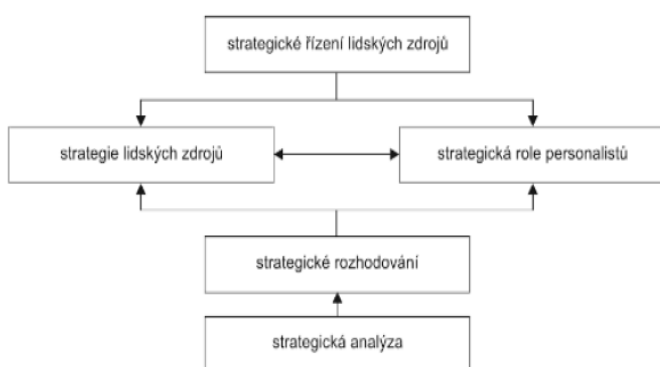 strategické řízení lidských zdrojů
strategie lidských zdrojů
strategická role personalistů
strategické rozhodování
strategická analýza